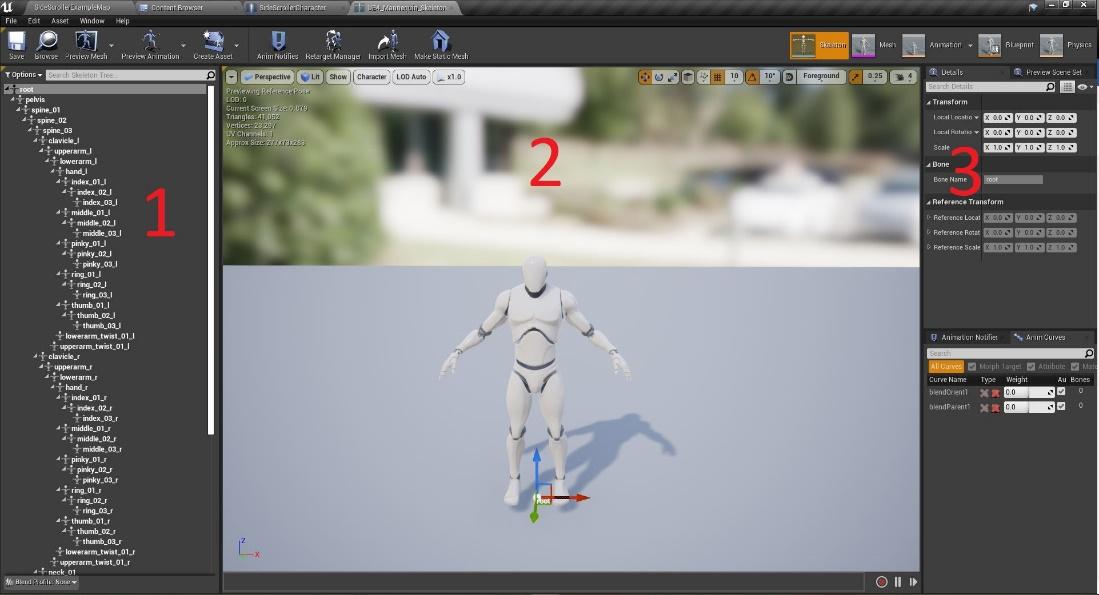 SideScrollerExampleMap
Content Browser
SideScrollerCharacter
UE4_Mannequin_Skeleton
File Edit Asset Window Help
Save Browse Preview Mesh Preview Animation Create Asset Anim Notifies Retarget Manager Import Mesh Make Static Mesh
Skeleton Mesh Animation Blueprint Physics
Options Search Skeleton Tree...
root
pelvis
spine_01
spine_02
spine_03
clavicle_l
upperarm_l
lowerarm_l
hand_l
index_01_l
index_02_l
index_03_l
middle_01_l
middle_02_l
middle_03_l
pinky_01_l
pinky_02_l
pinky_03_l
ring_01_l
ring_02_l
ring_03_l
thumb_01_l
thumb_02_l
thumb_03_l
lowerarm_twist_01_l
upperarm_twist_01_l
clavicle_r
upperarm_r
lowerarm_r
hand_r
index_01_r
index_02_r
index_03_r
middle_01_r
middle_02_r
middle_03_r
pinky_01_r
pinky_02_r
pinky_03_r
ring_01_r
ring_02_r
ring_03_r
thumb_01_r
thumb_02_r
thumb_03_r
lowerarm_twist_01_r
upperarm_twist_01_r
neck_01
Blend Profile: None
1
Perspective Lit Show Character LOD Auto x1.0
10 10° Foreground 0.25 4
Previewing Reference Pose
LOD: 0
Current Screen Size: 0.879
Triangles: 41,052
Vertices: 23,297
UV Channels: 1
Approx Size: 277x73x283
2
root
Z
X
Details Preview Scene Set
Search Details
Transform
Local Locatio X 0.0 Y 0.0 Z 0.0
Local Rotatio X 0.0 Y 0.0 Z 0.0
Scale X 1.0 Y 1.0 Z 1.0
Bone
Bone Name root
3
Reference Transform
Reference Locat X 0.0 Y 0.0 Z 0.0
Reference Rotat X 0.0 Y 0.0 Z 0.0
Reference Scale X 1.0 Y 1.0 Z 1.0
Animation Notifie Anim Curves
Search
All Curves Morph Target Attribute Mate
Curve Name Type Weight Au Bones
blendOrient1 0.0 0
blendParent1 0.0 0